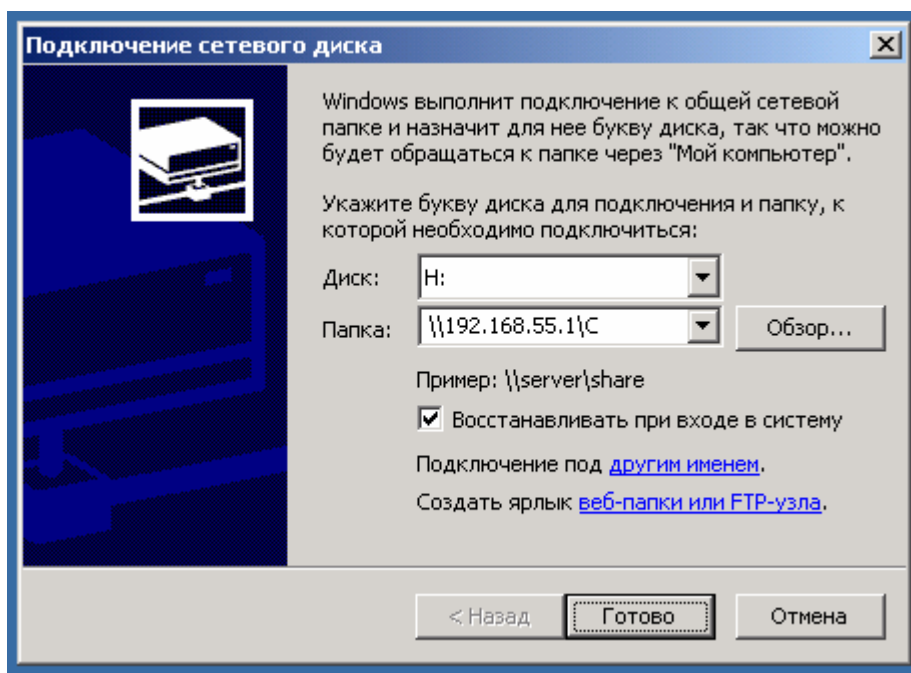 Подключение сетевого диска
Windows выполнит подключение к общей сетевой
папке и назначит для нее букву диска, так что можно
будет обращаться к папке через "Мой компьютер".
Укажите букву диска для подключения и папку, к
которой необходимо подключиться:
Диск: H:
Папка: \\192.168.55.1\C Обзор...
Пример: \\server\share
Восстанавливать при входе в систему
Подключение под другим именем.
Создать ярлык веб-папки или FTP-узла.
< Назад Готово Отмена